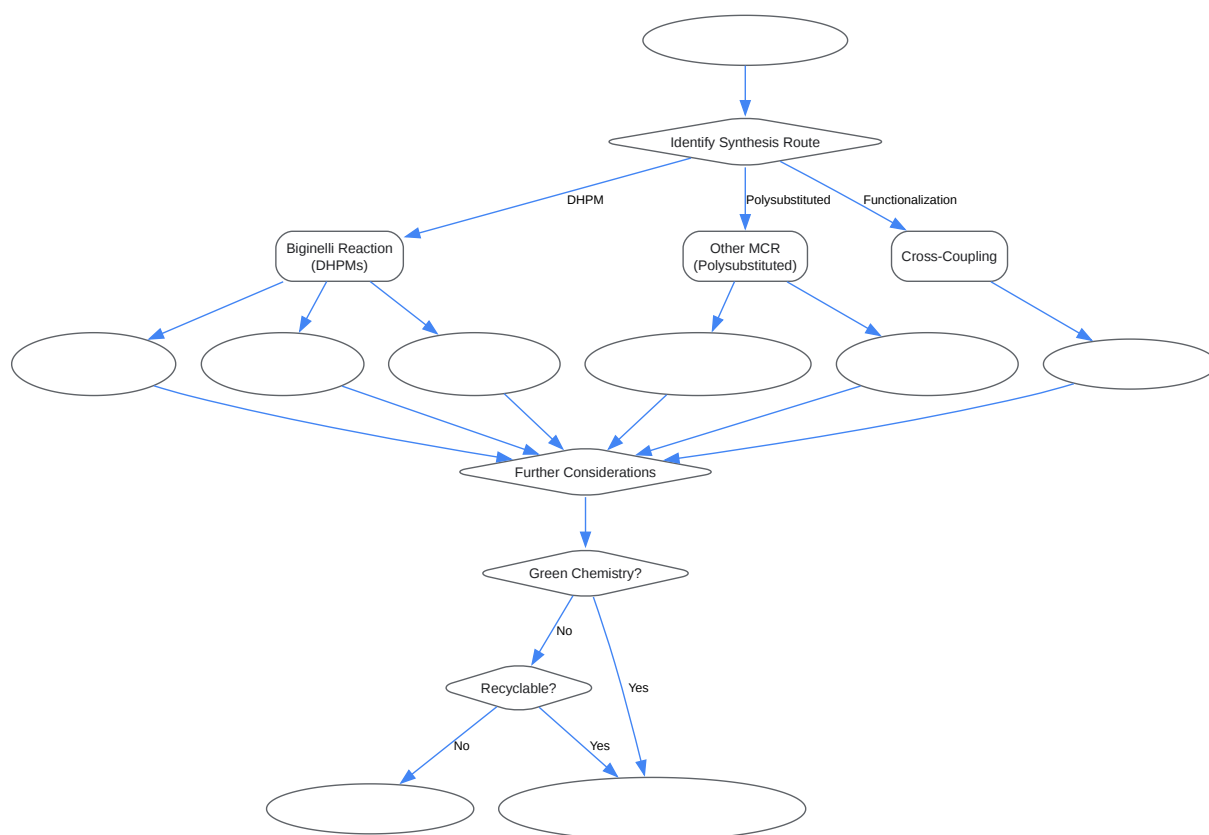 Identify Synthesis Route
DHPM
Polysubstituted
Functionalization
Biginelli Reaction
(DHPMs)
Other MCR
(Polysubstituted)
Cross-Coupling
Further Considerations
Green Chemistry?
No
Recyclable?
Yes
No
Yes